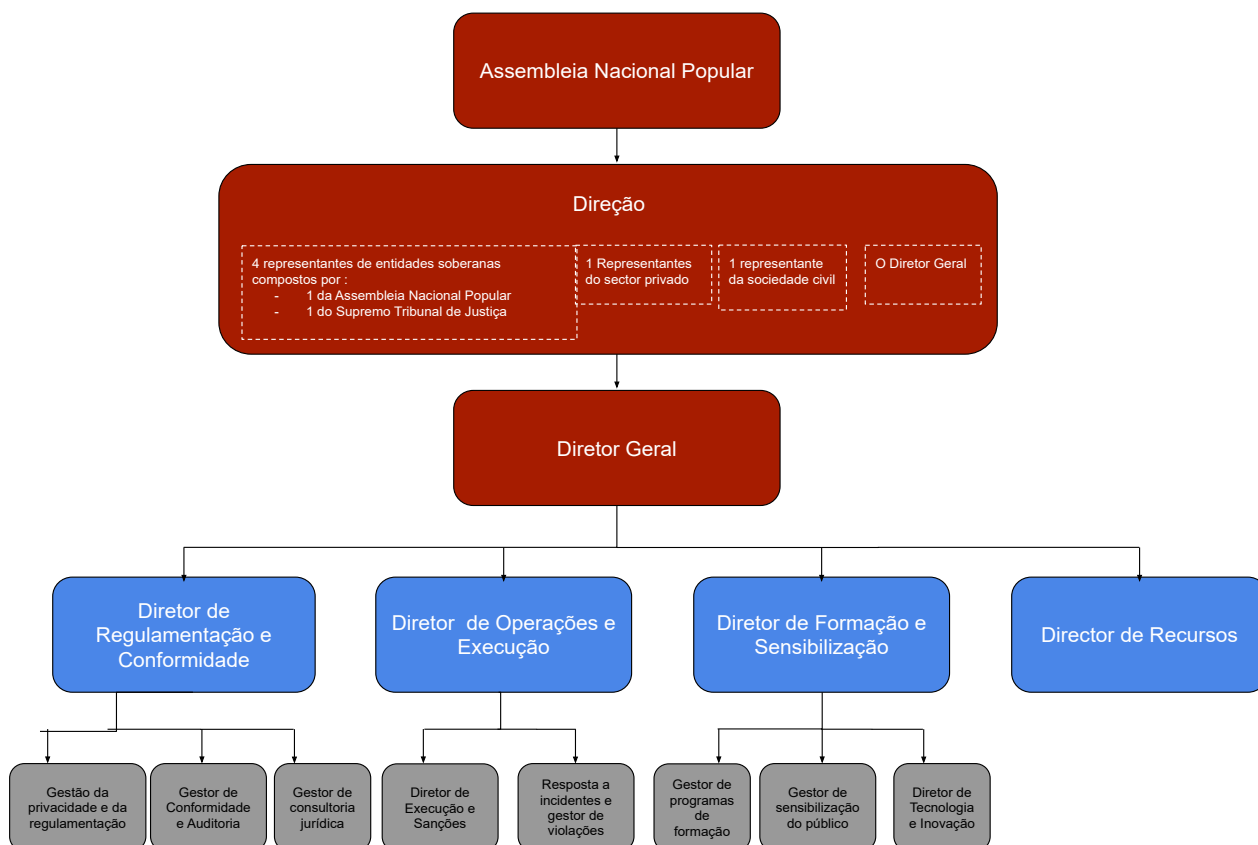 Assembleia Nacional Popular
Direção
4 representantes de entidades soberanas
compostos por :
- 1 da Assembleia Nacional Popular
- 1 do Supremo Tribunal de Justiça
1 Representantes
do sector privado
1 representante
da sociedade civil
O Diretor Geral
Diretor Geral
Diretor de
Regulamentação e
Conformidade
Diretor de Operações e
Execução
Diretor de Formação e
Sensibilização
Director de Recursos
Gestão da
privacidade e da
regulamentação
Gestor de
Conformidade
e Auditoria
Gestor de
consultoria
jurídica
Diretor de
Execução e
Sanções
Resposta a
incidentes e
gestor de
violações
Gestor de
programas
de
formação
Gestor de
sensibilização
do público
Diretor de
Tecnologia
e Inovação